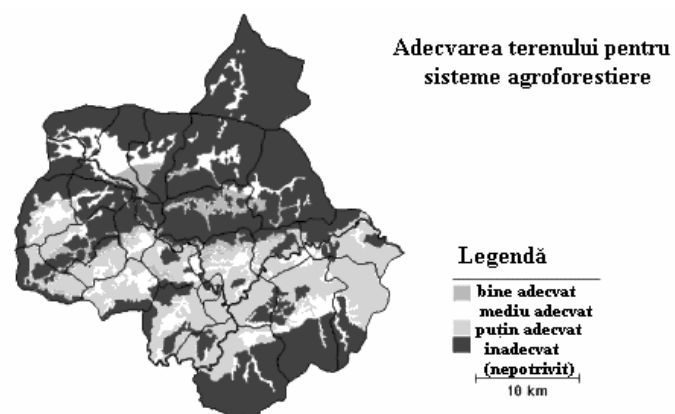 Adecvarea terenului pentru
sisteme agroforestiere
Legendă
bine adecvat
mediu adecvat
puțin adecvat
inadecvat
(nepotrivit)
10 km